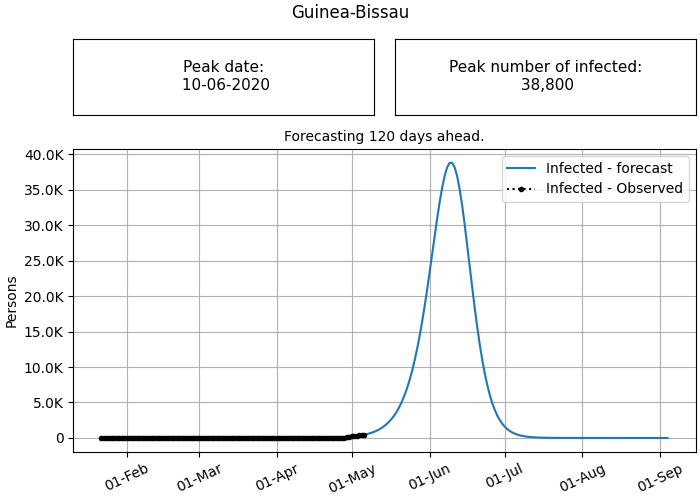 Guinea-Bissau
Peak date:
10-06-2020
Peak number of infected:
38,800
Forecasting 120 days ahead.
40.0K
35.0K
30.0K
25.0K
20.0K
15.0K
10.0K
5.0K
0
Persons
Infected - forecast
Infected - Observed
01-Feb
01-Mar
01-Apr
01-May
01-Jun
01-Jul
01-Aug
01-Sep